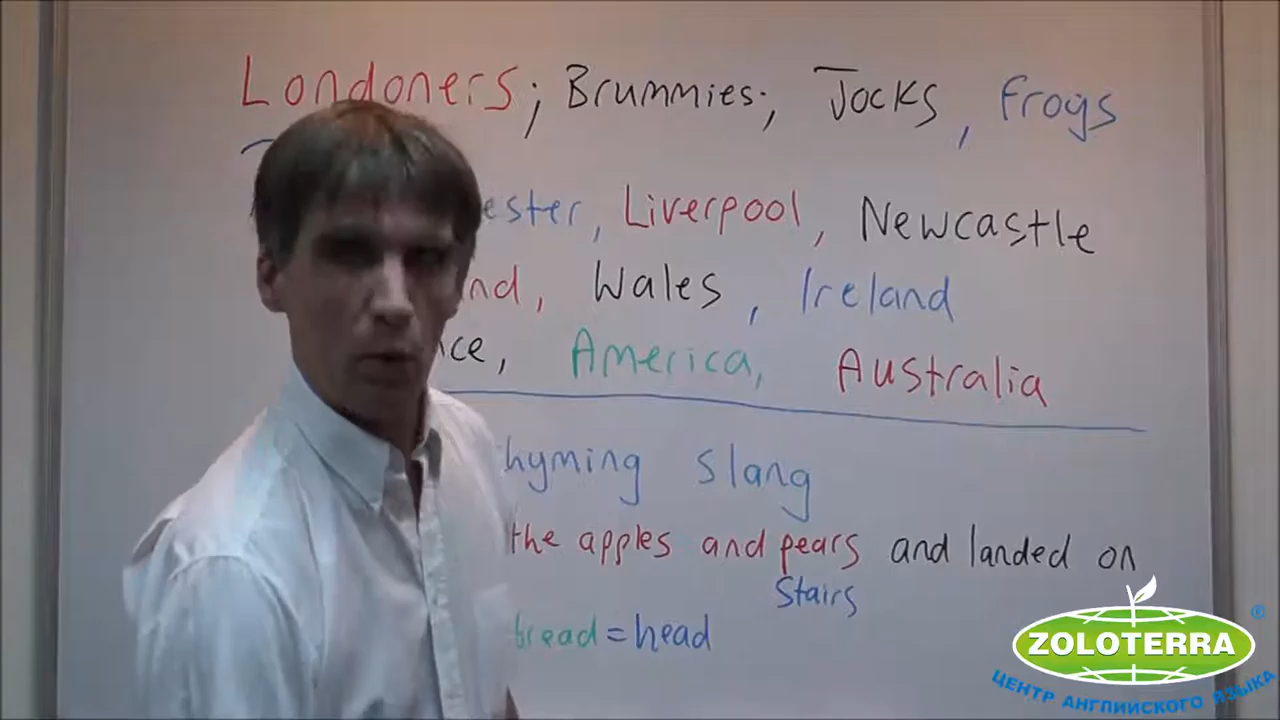 Londoners; Brummies; Jocks, Frogs
ester, Liverpool, Newcastle
nd, Wales, Ireland
ce, America, Australia
hyming slang
the apples and pears and landed on
Stairs
bread = head
ZOLOTERRA ®
ЦЕНТР АНГЛИЙСКОГО ЯЗЫКА